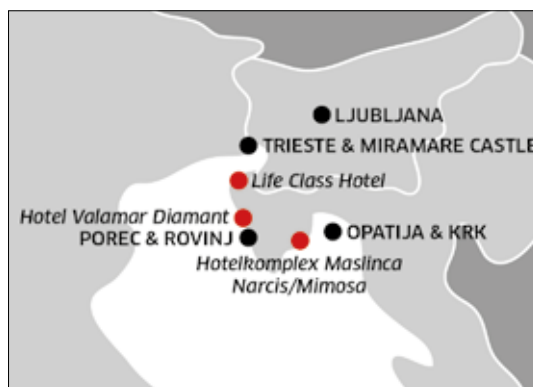 LJUBLJANA
TRIESTE & MIRAMARE CASTLE
Life Class Hotel
Hotel Valamar Diamant
POREC & ROVINJ
OPATIJA & KRK
Hotelkomplex Maslinca
Narcis/Mimosa